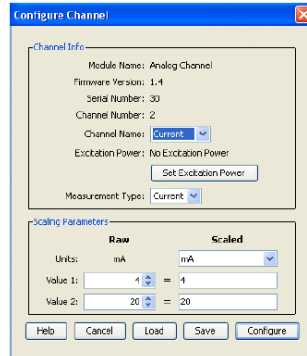 Configure Channel
Channel Info
Module Name: Analog Channel
Firmware Version: 1.4
Serial Number: 30
Channel Number: 2
Channel Name: Current
Excitation Power: No Excitation Power
Set Excitation Power
Measurement Type: Current
Scaling Parameters
Raw Scaled
Units: mA mA
Value 1: 4 = 4
Value 2: 20 = 20
Help Cancel Load Save Configure